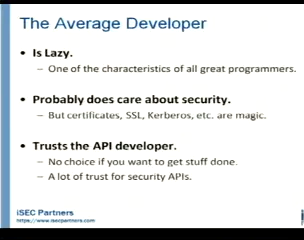 The Average Developer
• Is Lazy.
– One of the characteristics of all great programmers.
• Probably does care about security.
– But certificates, SSL, Kerberos, etc. are magic.
• Trusts the API developer.
– No choice if you want to get stuff done.
– A lot of trust for security APIs.
iSEC Partners
https://www.isecpartners.com